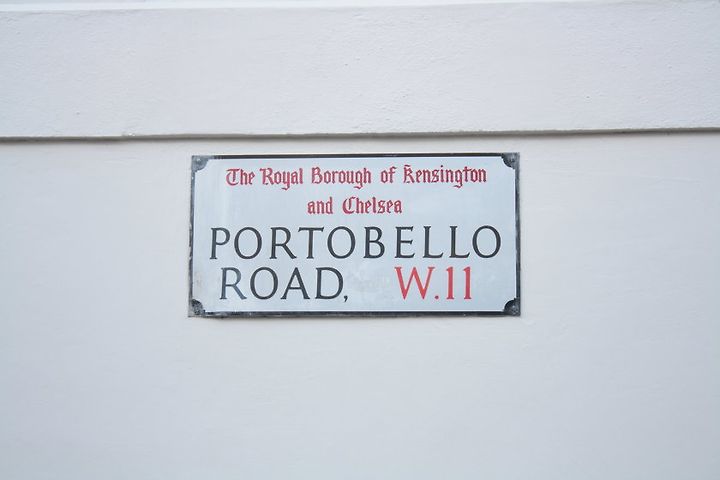 The Royal Borough of Kensington
and Chelsea
PORTOBELLO
ROAD, W.11